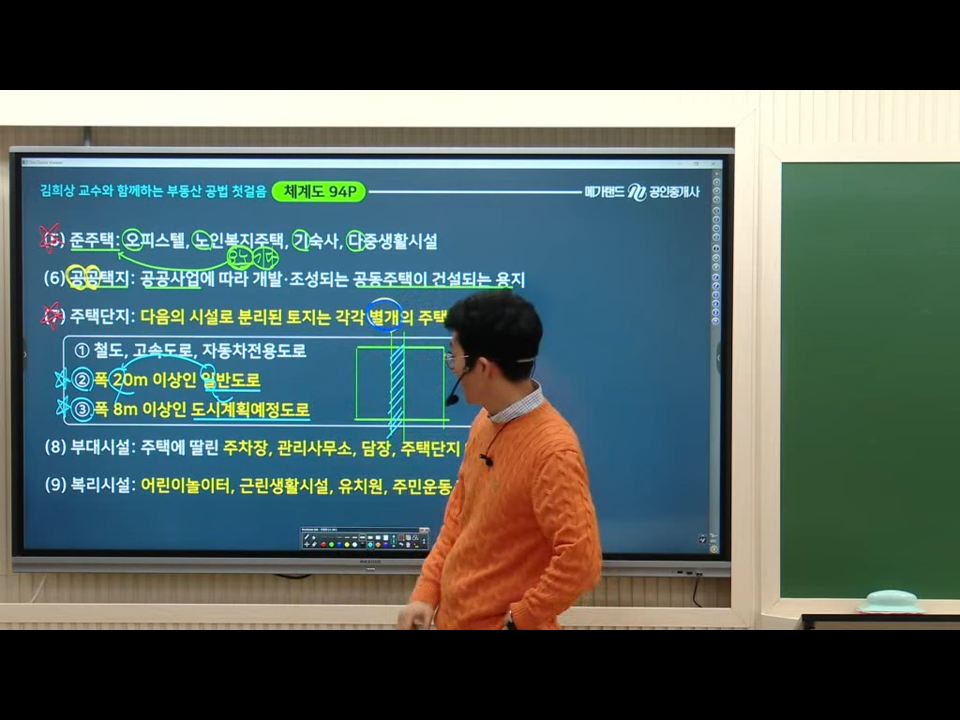 김희상 교수와 함께하는 부동산 공법 첫걸음 체계도 94P 메가랜드 공인중개사
(5) 준주택: 오피스텔, 노인복지주택, 기숙사, 다중생활시설
오노 기다
(6) 공공택지: 공공사업에 따라 개발·조성되는 공동주택이 건설되는 용지
(7) 주택단지: 다음의 시설로 분리된 토지는 각각 별개의 주택
① 철도, 고속도로, 자동차전용도로
② 폭 20m 이상인 일반도로
③ 폭 8m 이상인 도시계획예정도로
(8) 부대시설: 주택에 딸린 주차장, 관리사무소, 담장, 주택단지
(9) 복리시설: 어린이놀이터, 근린생활시설, 유치원, 주민운동